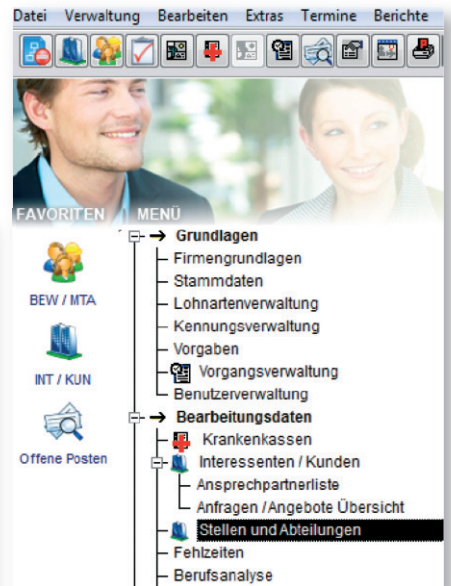 Datei Verwaltung Bearbeiten Extras Termine Berichte
FAVORITEN
MENÜ
BEW / MTA
INT / KUN
Offene Posten
Grundlagen
Firmengrundlagen
Stammdaten
Lohnartenverwaltung
Kennungsverwaltung
Vorgaben
Vorgangsverwaltung
Benutzerverwaltung
Bearbeitungsdaten
Krankenkassen
Interessenten / Kunden
Ansprechpartnerliste
Anfragen / Angebote Übersicht
Stellen und Abteilungen
Fehlzeiten
Berufsanalyse